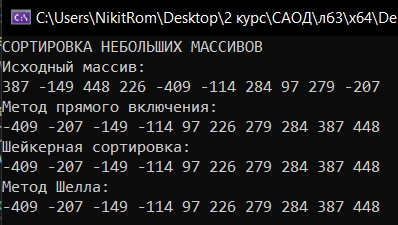 C:\Users\NikitRom\Desktop\2 курс\САОД\л63\x64\De
СОРТИРОВКА НЕБОЛЬШИХ МАССИВОВ
Исходный массив:
387 -149 448 226 -409 -114 284 97 279 -207
Метод прямого включения:
-409 -207 -149 -114 97 226 279 284 387 448
Шейкерная сортировка:
-409 -207 -149 -114 97 226 279 284 387 448
Метод Шелла:
-409 -207 -149 -114 97 226 279 284 387 448